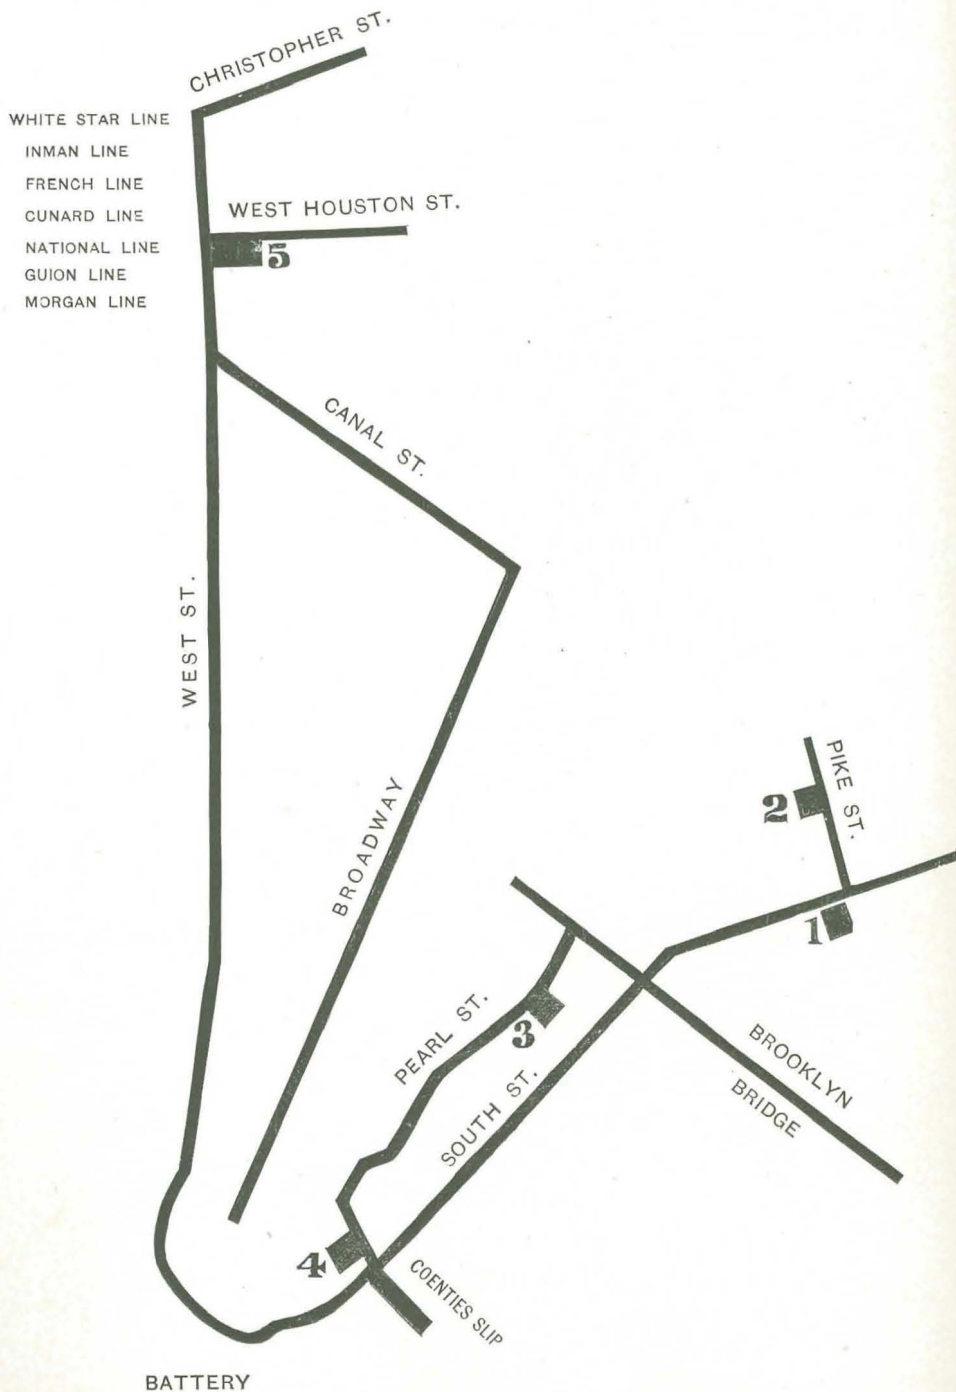 CHRISTOPHER ST.
WHITE STAR LINE
INMAN LINE
FRENCH LINE
CUNARD LINE
NATIONAL LINE
GUION LINE
MORGAN LINE
WEST HOUSTON ST.
5
CANAL ST.
WEST ST.
BROADWAY
PIKE ST.
2
1
PEARL ST.
3
SOUTH ST.
BROOKLYN
BRIDGE
4
COENTIES SLIP
BATTERY